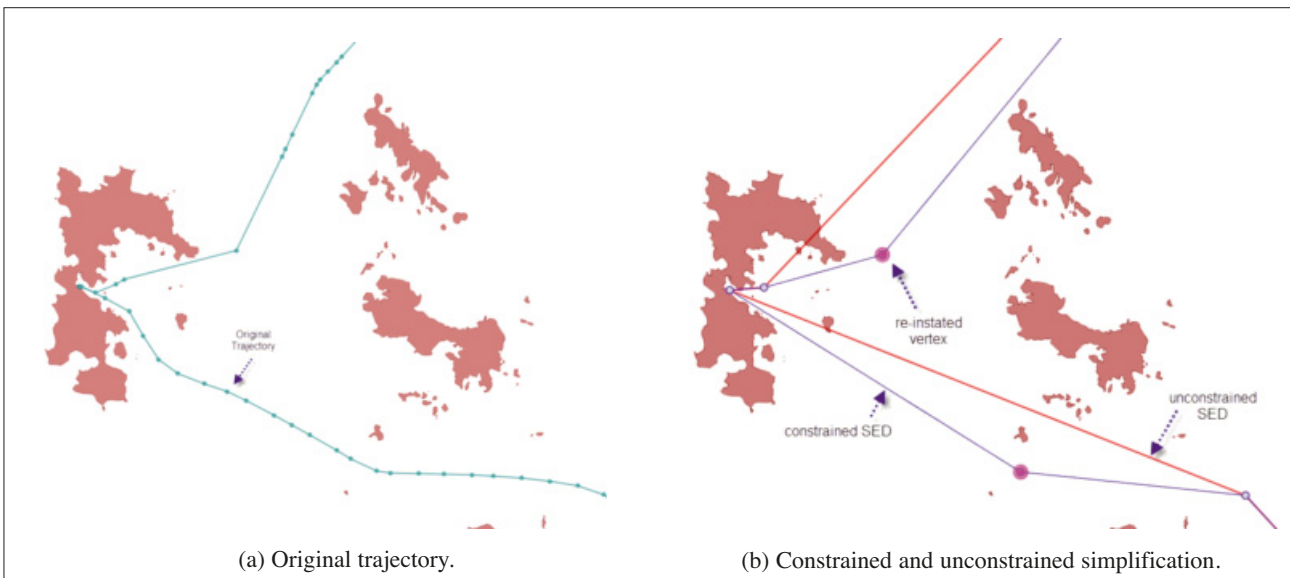 Original
Trajectory
(a) Original trajectory.
re-instated
vertex
unconstrained
SED
constrained SED
(b) Constrained and unconstrained simplification.